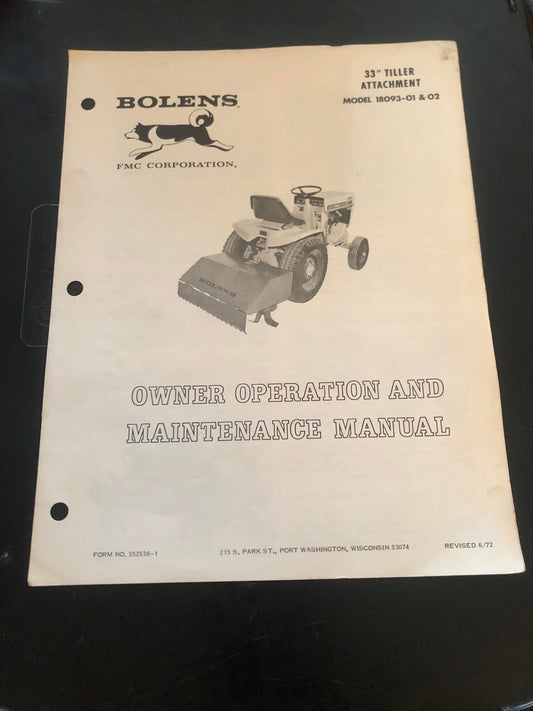 BOLENS
FMC CORPORATION.
33" TILLER
ATTACHMENT
MODEL 18093-01 & 02
BOLENS
OWNER OPERATION AND
MAINTENANCE MANUAL
FORM NO. 552538-1
215 S. PARK ST., PORT WASHINGTON, WISCONSIN 53074
REVISED 6/72